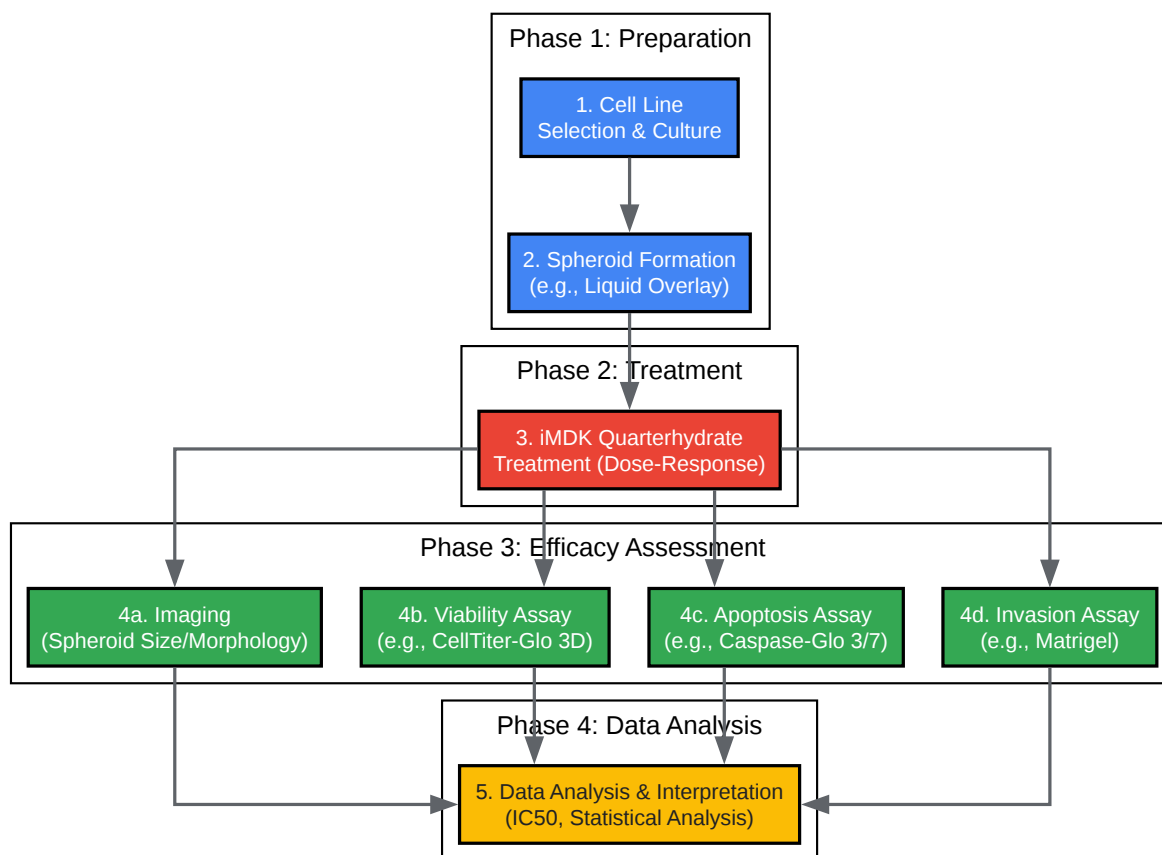 Phase 1: Preparation
1. Cell Line
Selection & Culture
2. Spheroid Formation
(e.g., Liquid Overlay)
Phase 2: Treatment
3. iMDK Quarterhydrate
Treatment (Dose-Response)
Phase 3: Efficacy Assessment
4a. Imaging
(Spheroid Size/Morphology)
4b. Viability Assay
(e.g., CellTiter-Glo 3D)
4c. Apoptosis Assay
(e.g., Caspase-Glo 3/7)
4d. Invasion Assay
(e.g., Matrigel)
Phase 4: Data Analysis
5. Data Analysis & Interpretation
(IC50, Statistical Analysis)